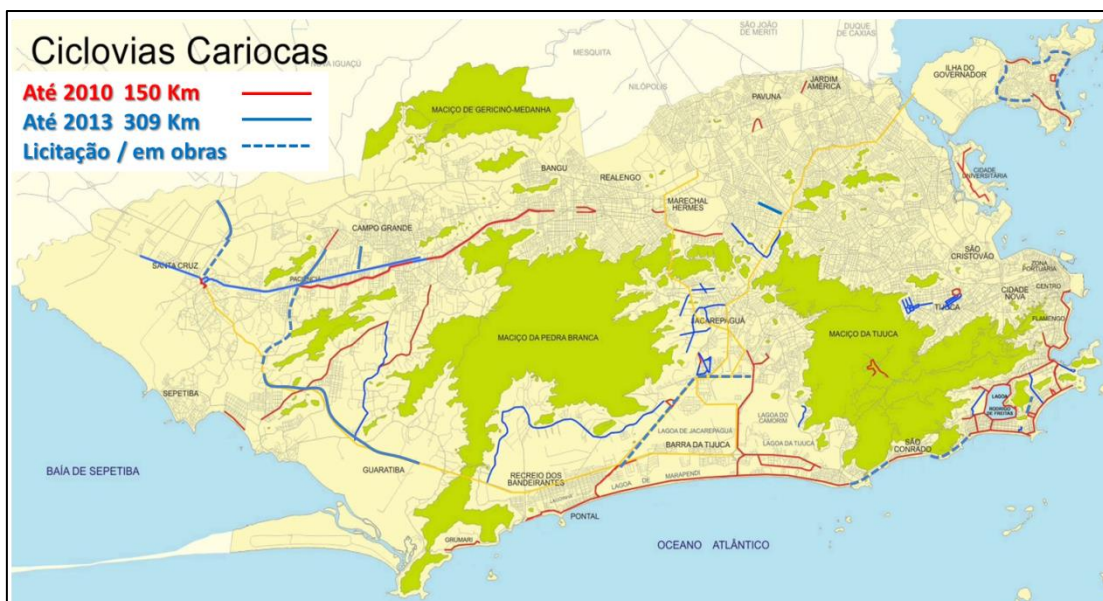 Ciclovias Cariocas
Até 2010 150 Km
Até 2013 309 Km
Licitação / em obras
SÃO JOÃO
DE MERITI
DUQUE
DE CAXIAS
MESQUITA
NILÓPOLIS
ILHA DO
GOVERNADOR
JARDIM
AMÉRICA
PAVUNA
MACIÇO DE GERICINÓ-MEDANHA
BANGU
REALENGO
CIDADE
UNIVERSITÁRIA
MARECHAL
HERMES
CAMPO GRANDE
SÃO
CRISTOVÃO
ZONA
PORTUÁRIA
SANTA CRUZ
PACIÊNCIA
CIDADE
NOVA
CENTRO
TIJUCA
FLAMENGO
JACAREPAGUÁ
MACIÇO DA PEDRA BRANCA
MACIÇO DA TIJUCA
SEPETIBA
LAGOA
RODRIGO
DE FREITAS
LAGOA DO
CAMORIM
LAGOA DE JACAREPAGUÁ
BARRA DA TIJUCA
LAGOA DA TIJUCA
SÃO
CONRADO
BAÍA DE SEPETIBA
GUARATIBA
RECREIO DOS
BANDEIRANTES
LAGOA DE MARAPENDI
PONTAL
GRUMARI
OCEANO ATLÂNTICO